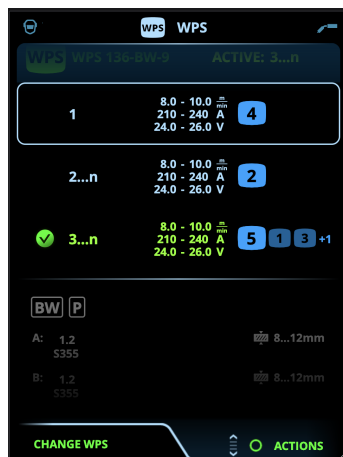 WPS WPS
WPS WPS 136-BW-9 ACTIVE: 3...n
1 8.0 - 10.0 m/min 4
210 - 240 A
24.0 - 26.0 V
2...n 8.0 - 10.0 m/min 2
210 - 240 A
24.0 - 26.0 V
3...n 8.0 - 10.0 m/min 5 1 3 +1
210 - 240 A
24.0 - 26.0 V
BW P
A: 1.2 8...12mm
S355
B: 1.2 8...12mm
S355
CHANGE WPS ACTIONS